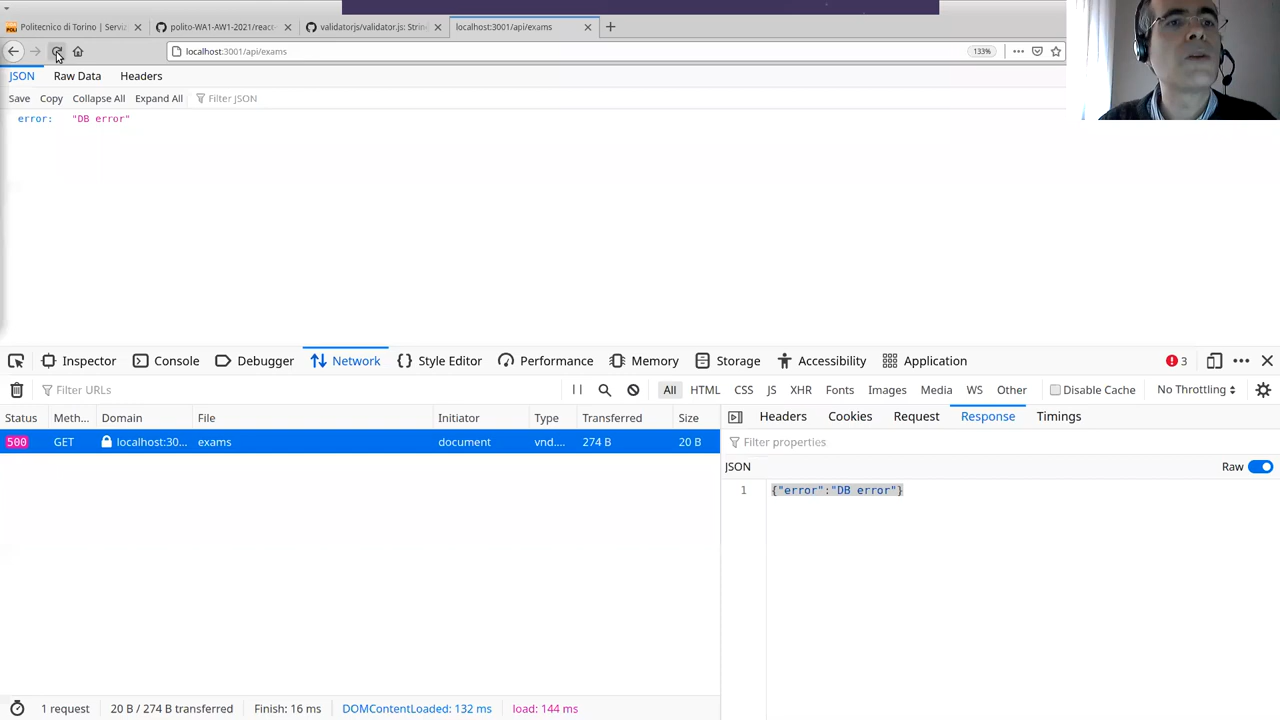 Politecnico di Torino | Serviz
polito-WA1-AW1-2021/react-
validatorjs/validator.js: String
localhost:3001/api/exams
localhost:3001/api/exams
133%
JSON Raw Data Headers
Save Copy Collapse All Expand All Filter JSON
error: "DB error"
Inspector Console Debugger Network Style Editor Performance Memory Storage Accessibility Application 3
Filter URLs All HTML CSS JS XHR Fonts Images Media WS Other Disable Cache No Throttling
Status Meth... Domain File Initiator Type Transferred Size
Headers Cookies Request Response Timings
500 GET localhost:30... exams document vnd.... 274 B 20 B
Filter properties
JSON Raw
1 {"error":"DB error"}
1 request 20 B / 274 B transferred Finish: 16 ms DOMContentLoaded: 132 ms load: 144 ms